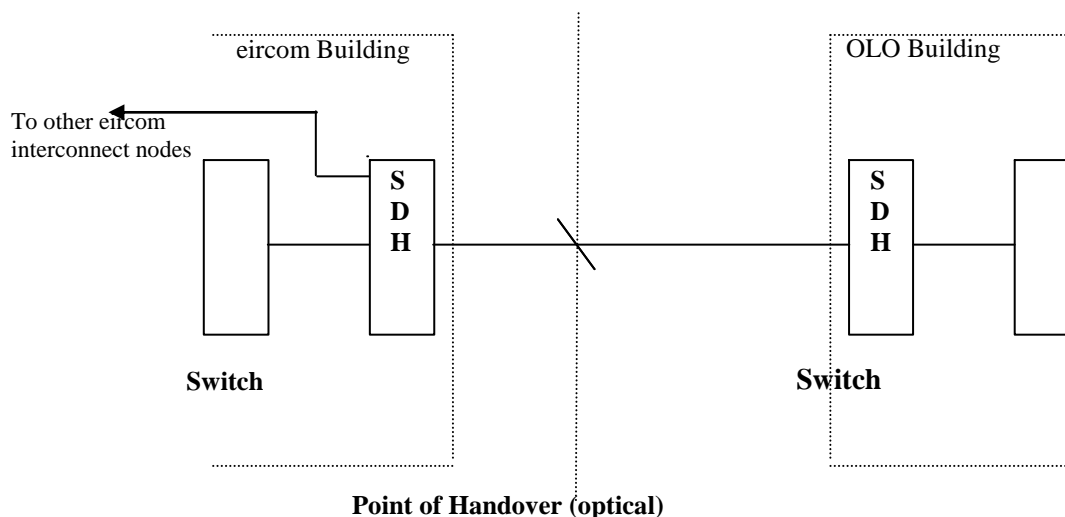 eircom Building
OLO Building
To other eircom
interconnect nodes
S
D
H
S
D
H
Switch
Switch
Point of Handover (optical)